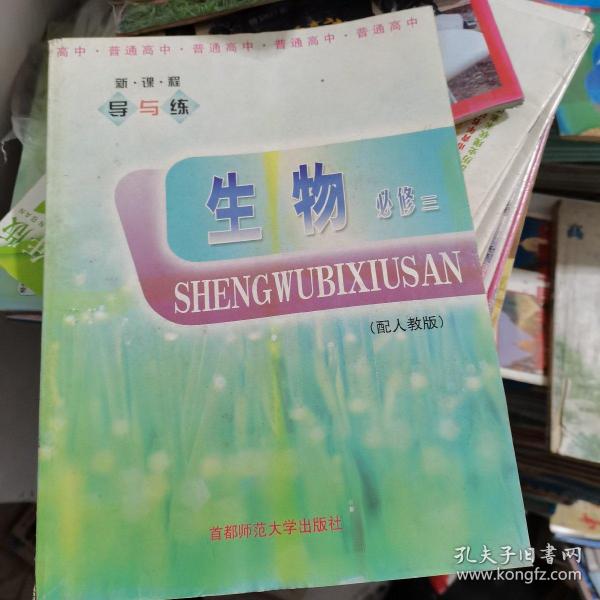 高中·普通高中·普通高中·普通高中·普通高中
新·课·程
导与练
生物 必修三
SHENGWUBIXIUSAN
(配人教版)
首都师范大学出版社
孔夫子旧书网
www.kongfz.com